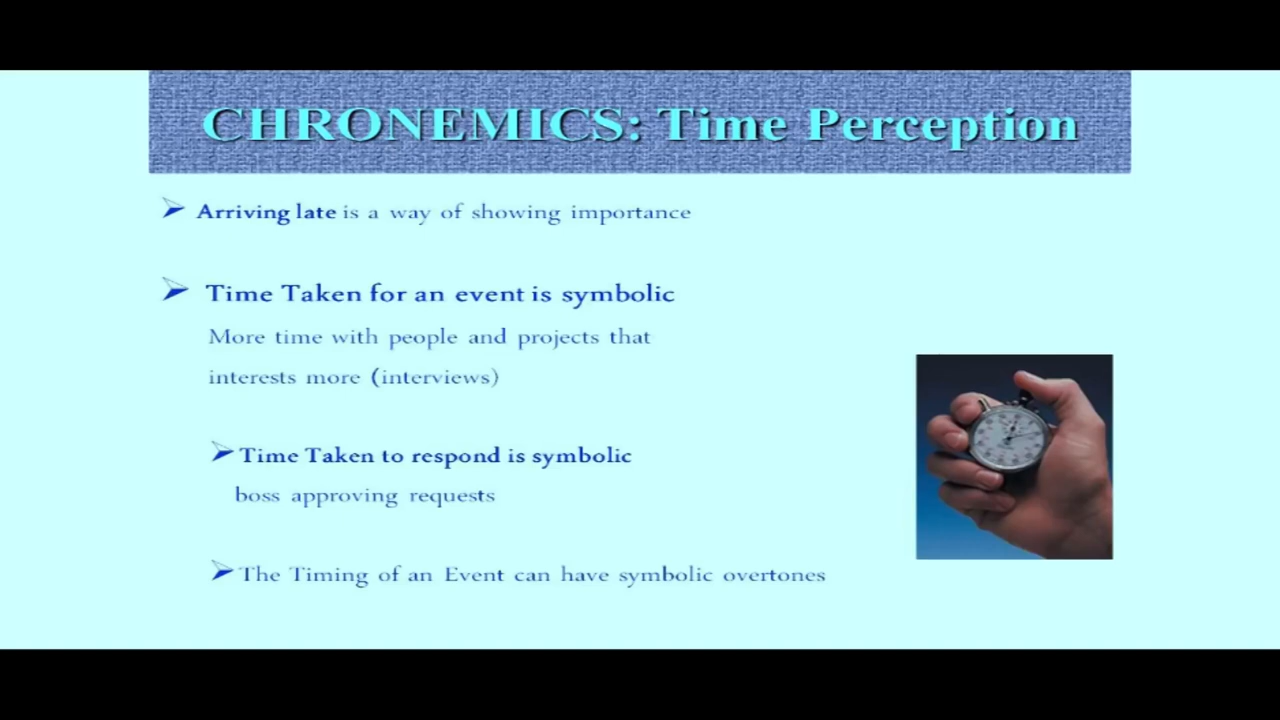 CHRONEMICS: Time Perception
Arriving late is a way of showing importance
Time Taken for an event is symbolic
More time with people and projects that
interests more (interviews)
Time Taken to respond is symbolic
boss approving requests
The Timing of an Event can have symbolic overtones